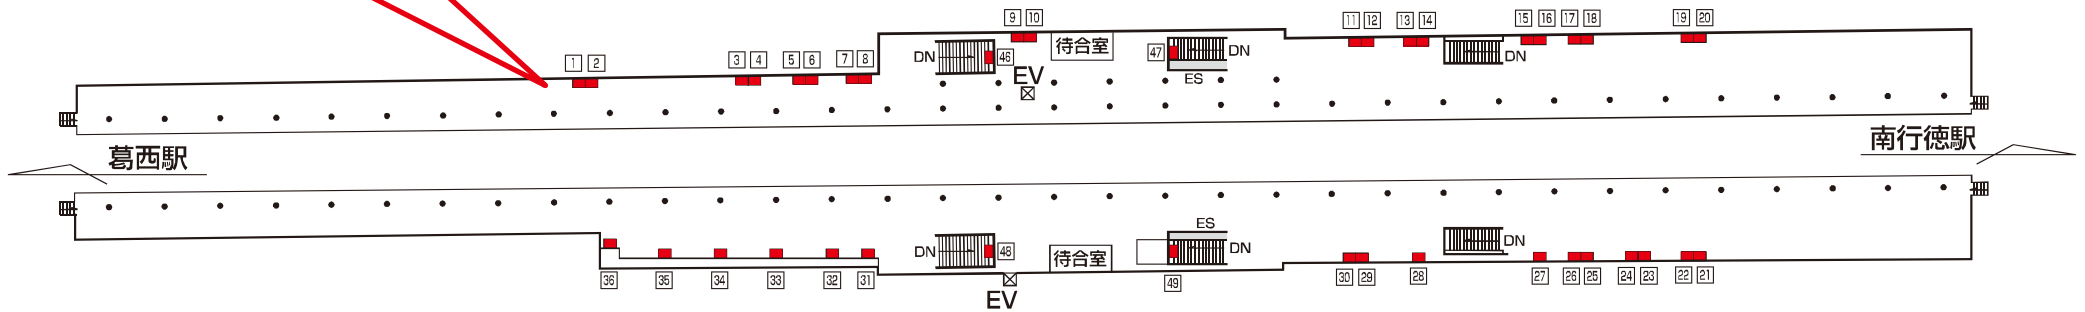 9 10
11 12 13 14 15 16 17 18 19 20
1 2 3 4 5 6 7 8
DN 46 待合室 47 DN DN
EV ES
葛西駅 南行徳駅
ES
DN 48 待合室 DN DN
36 35 34 33 32 31 49 30 29 28 27 26 25 24 23 22 21
EV